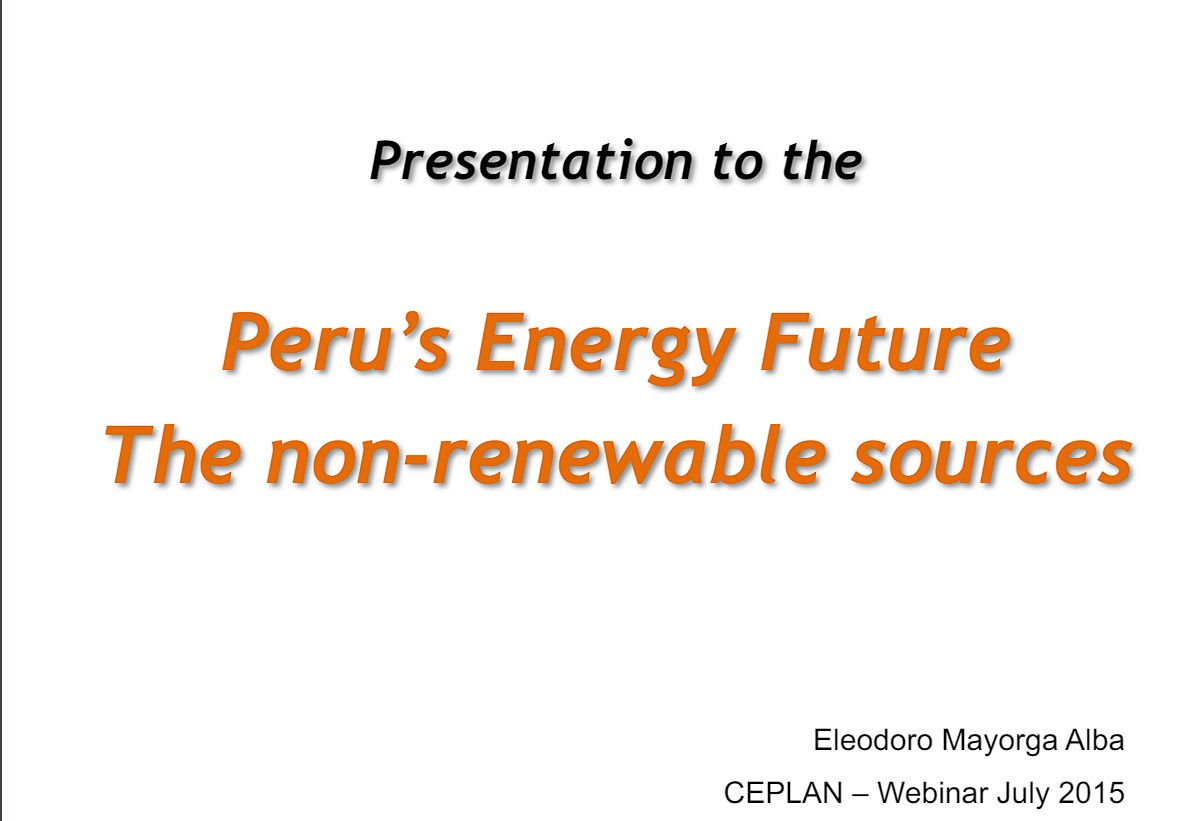 Presentation to the
Peru’s Energy Future
The non-renewable sources
Eleodoro Mayorga Alba
CEPLAN – Webinar July 2015